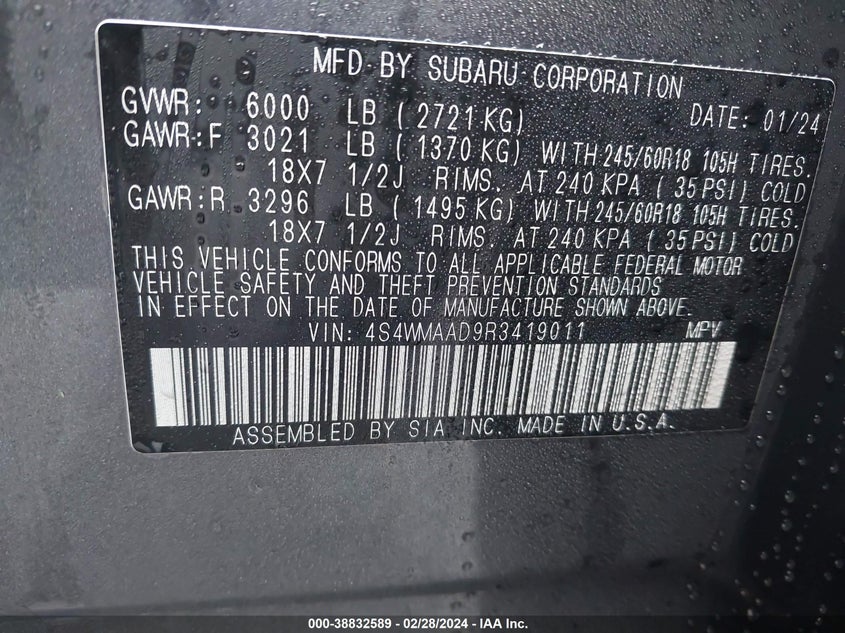 MFD·BY SUBARU CORPORATION
GVWR: 6000 LB ( 2721 KG) DATE: 01/24
GAWR:F 3021 LB ( 1370 KG) WITH 245/60R18 105H TIRES.
18X7 1/2J RIMS. AT 240 KPA ( 35 PSI) COLD
GAWR:R 3296 LB ( 1495 KG) WITH 245/60R18 105H TIRES.
18X7 1/2J RIMS. AT 240 KPA ( 35 PSI) COLD
THIS VEHICLE CONFORMS TO ALL APPLICABLE FEDERAL MOTOR
VEHICLE SAFETY AND THEFT PREVENTION STANDARDS
IN EFFECT ON THE DATE OF MANUFACTURE SHOWN ABOVE.
VIN: 4S4WMAAD9R3419011 MPV
ASSEMBLED BY SIA INC. MADE IN U.S.A.
000-38832589 - 02/28/2024 - IAA Inc.